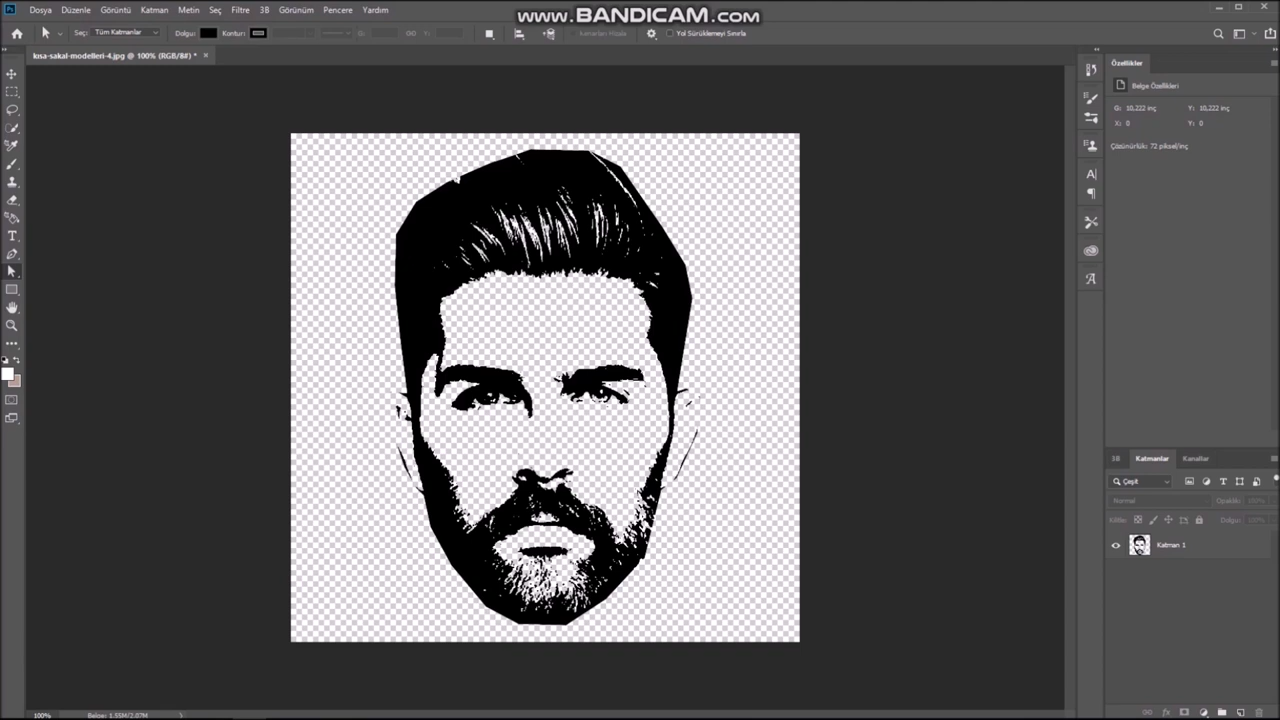 Dosya Düzenle Görüntü Katman Metin Seç Filtre 3B Görünüm Pencere Yardım
www.BANDICAM.com
Seç: Tüm Katmanlar Dolgu: Kontur: Kenarları Hizala Yol Sürüklemeyi Sınırla
kısa-sakal-modelleri-4.jpg @ 100% (RGB/8#) *
Özellikler
Belge Özellikleri
G: 10,222 inç Y: 10,222 inç
X: 0 Y: 0
Çözünürlük: 72 piksel/inç
3B Katmanlar Kanallar
Çeşit
Normal Opaklık: 100%
Kilitle: Dolgu: 100%
Katman 1
100% Belge: 1.55M/2.07M